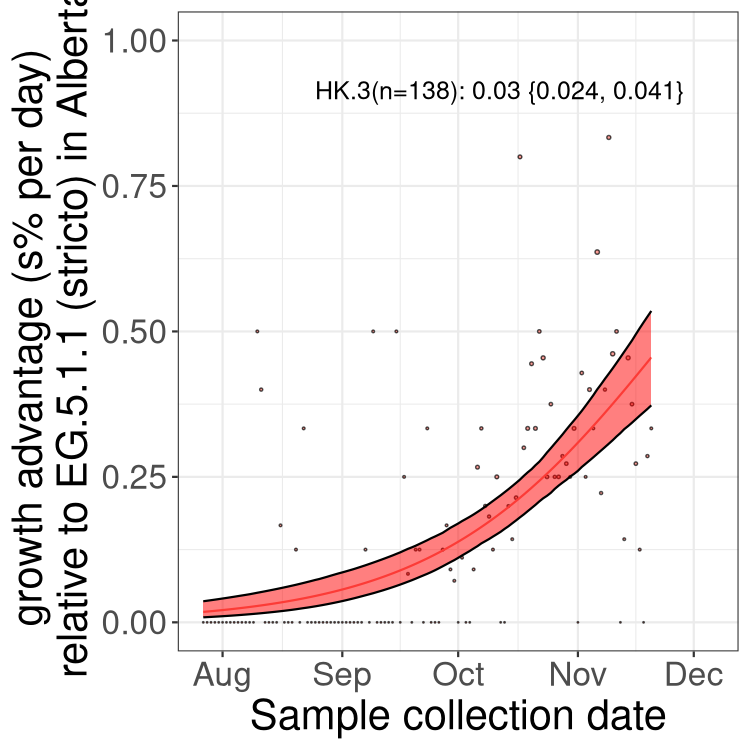 growth advantage (s% per day)
relative to EG.5.1.1 (stricto) in Alberta
1.00
0.75
0.50
0.25
0.00
HK.3(n=138): 0.03 {0.024, 0.041}
Aug Sep Oct Nov Dec
Sample collection date